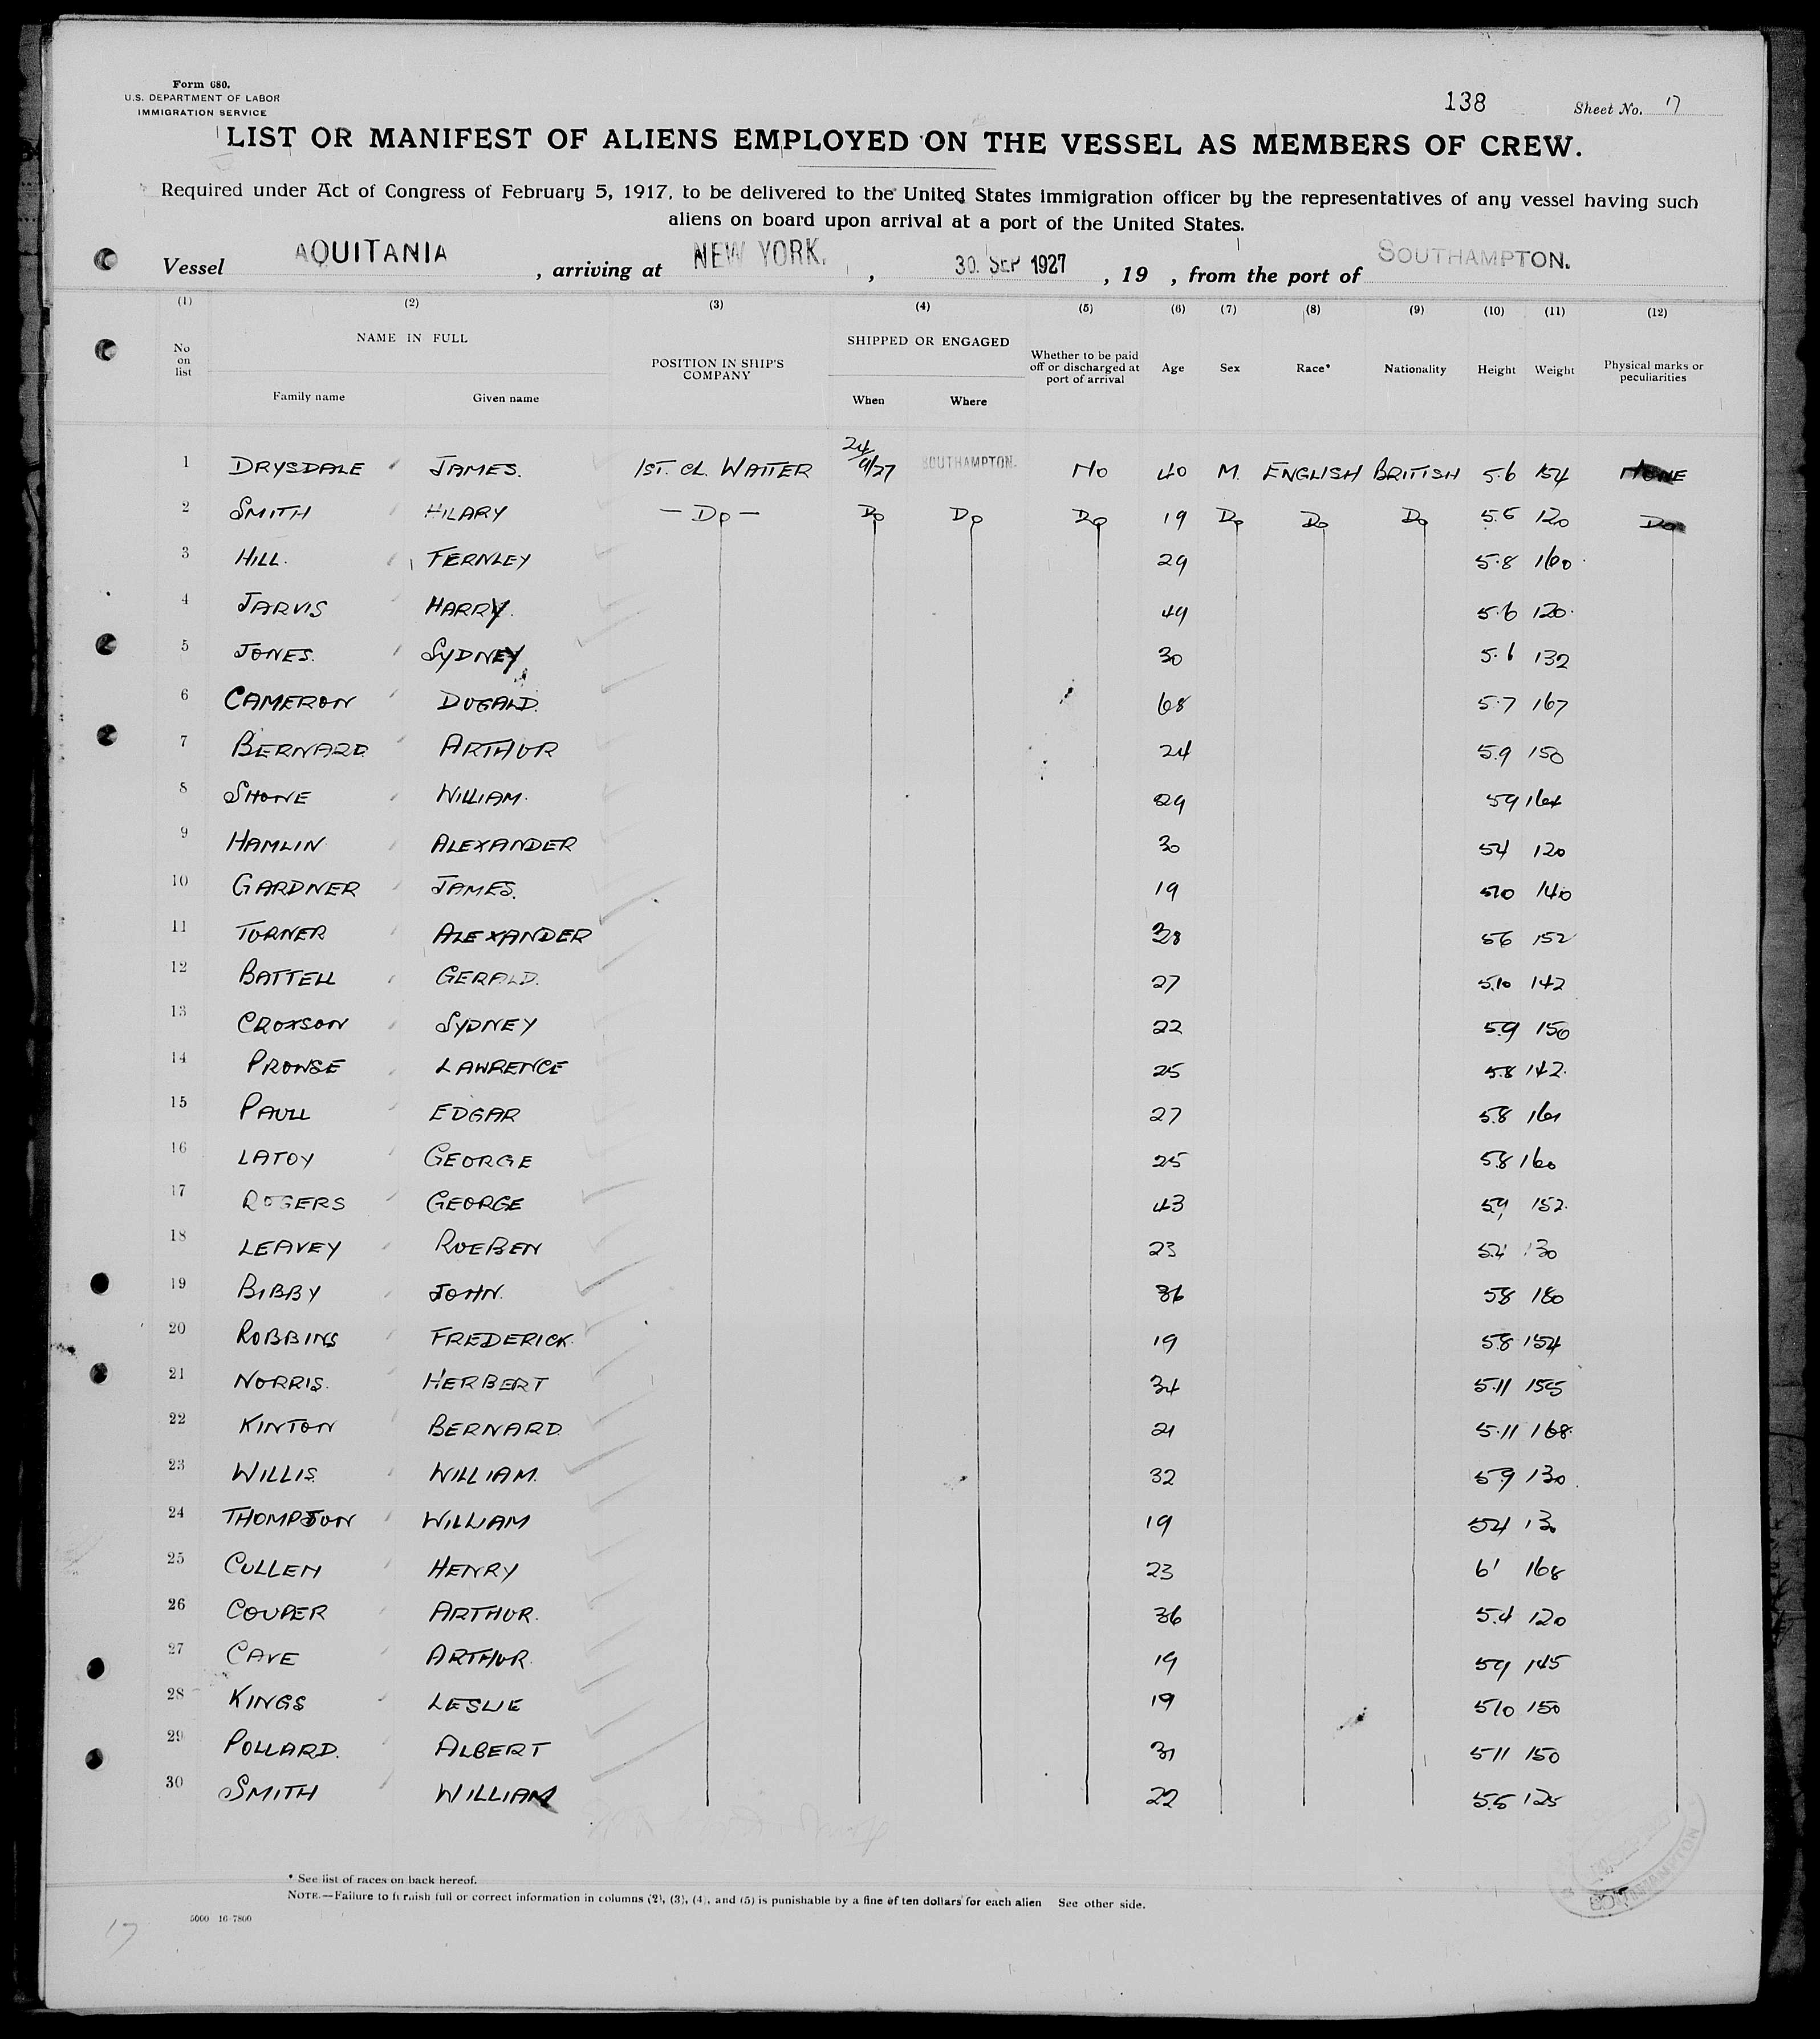 Form 680.
U.S. DEPARTMENT OF LABOR
IMMIGRATION SERVICE
138
Sheet No. 17
LIST OR MANIFEST OF ALIENS EMPLOYED ON THE VESSEL AS MEMBERS OF CREW.
Required under Act of Congress of February 5, 1917, to be delivered to the United States immigration officer by the representatives of any vessel having such
aliens on board upon arrival at a port of the United States.
Vessel AQUITANIA , arriving at NEW YORK. , 30. SEP 1927 , 19 , from the port of SOUTHAMPTON.
(1) (2) (3) (4) (5) (6) (7) (8) (9) (10) (11) (12)
No on list NAME IN FULL POSITION IN SHIP'S COMPANY SHIPPED OR ENGAGED Whether to be paid off or discharged at port of arrival Age Sex Race* Nationality Height Weight Physical marks or peculiarities
Family name Given name When Where
1 DRYSDALE JAMES. 1ST. CL. WAITER 24/9/27 SOUTHAMPTON. NO 40 M. ENGLISH BRITISH 5.6 154 NONE
2 SMITH HILARY — Do — Do Do Do 19 Do Do Do 5.6 120 Do
3 HILL. FERNLEY 29 5.8 160
4 JARVIS HARRY. 49 5.6 120
5 JONES. SYDNEY 30 5.6 132
6 CAMERON DUGALD. 68 5.7 167
7 BERNARD ARTHUR 24 5.9 150
8 SHONE WILLIAM. 29 59 164
9 HAMLIN ALEXANDER 30 54 120
10 GARDNER JAMES. 19 510 140
11 TURNER ALEXANDER 38 56 152
12 BATTELL GERALD. 27 5.10 142
13 CROXSON SYDNEY 22 5.9 150
14 PROWSE LAWRENCE 25 5.8 142.
15 PAULL EDGAR 27 5.8 161
16 LATOY GEORGE 25 5.8 160
17 ROGERS GEORGE 43 59 152.
18 LEAVEY RUEBEN 23 5.4 130
19 BIBBY JOHN. 36 58 180
20 ROBBINS FREDERICK. 19 5.8 154
21 NORRIS. HERBERT 34 5.11 155
22 KINTON BERNARD. 21 5.11 168.
23 WILLIS. WILLIAM. 32 59 130.
24 THOMPSON WILLIAM 19 54 130
25 CULLEN HENRY 23 6' 168
26 COUPER ARTHUR. 36 5.4 120
27 CAVE ARTHUR. 19 59 145
28 KINGS LESLIE 19 510 150
29 POLLARD. ALBERT 31 511 150
30 SMITH WILLIAM 22 5.5 125
* See list of races on back hereof.
NOTE.—Failure to furnish full or correct information in columns (2), (3), (4), and (5) is punishable by a fine of ten dollars for each alien See other side.
5000 16-7800
17
SOUTHAMPTON